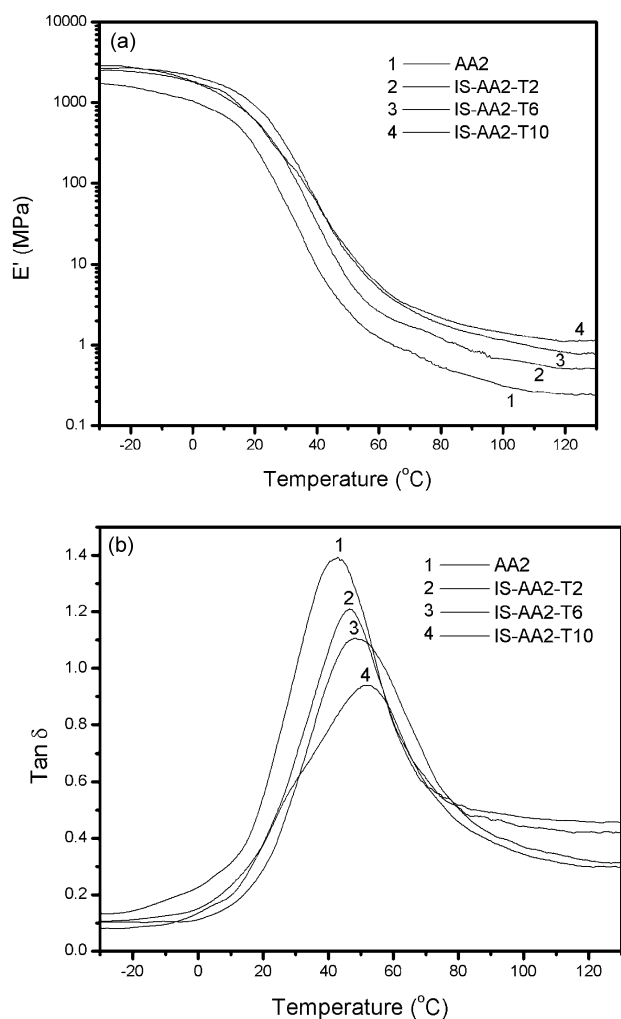 (a)
1 AA2
2 IS-AA2-T2
3 IS-AA2-T6
4 IS-AA2-T10
10000
1000
100
10
1
0.1
E' (MPa)
4
3
2
1
-20 0 20 40 60 80 100 120
Temperature (°C)
(b)
1 AA2
2 IS-AA2-T2
3 IS-AA2-T6
4 IS-AA2-T10
1.4
1.2
1.0
0.8
0.6
0.4
0.2
0.0
Tan δ
1
2
3
4
-20 0 20 40 60 80 100 120
Temperature (°C)